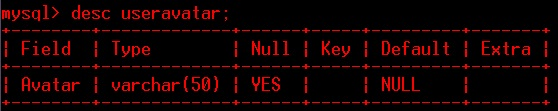 mysql> desc useravatar;
+--------+-------------+------+-----+---------+-------+
| Field | Type | Null | Key | Default | Extra |
+--------+-------------+------+-----+---------+-------+
| Avatar | varchar(50) | YES | | NULL | |
+--------+-------------+------+-----+---------+-------+